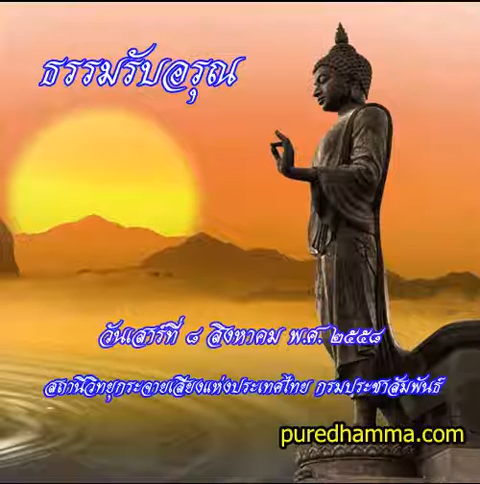 ธรรมรับอรุณ
วันเสาร์ที่ ๘ สิงหาคม พ.ศ. ๒๕๕๘
สถานีวิทยุกระจายเสียงแห่งประเทศไทย กรมประชาสัมพันธ์
puredhamma.com